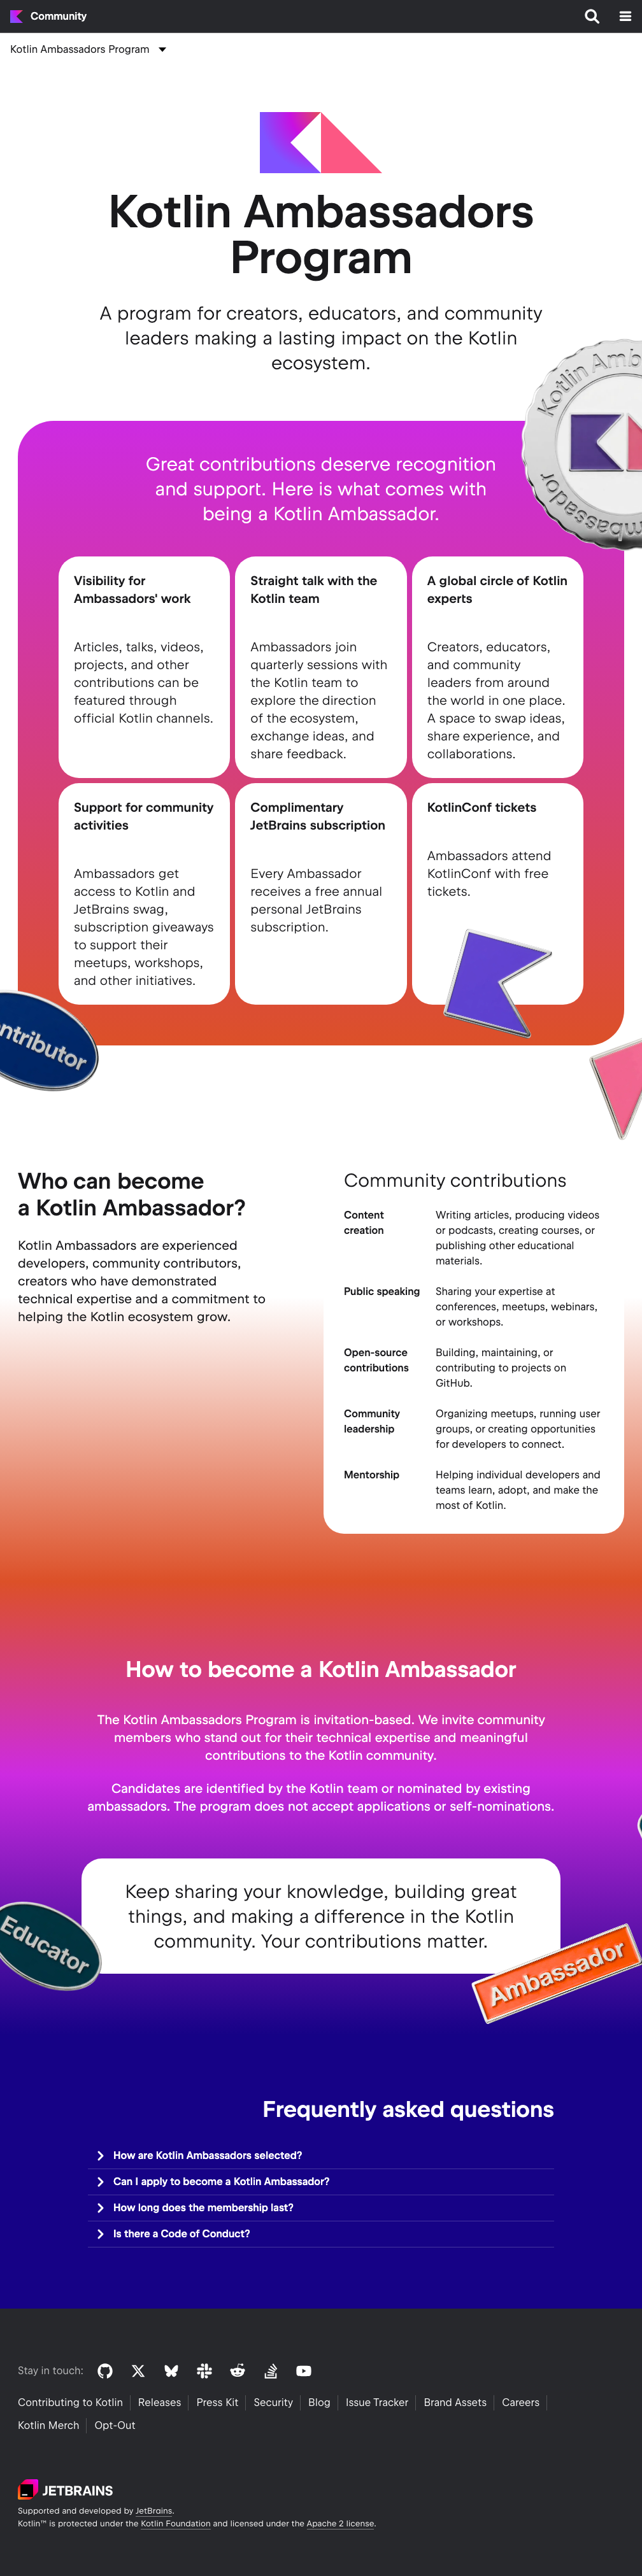 Community
Kotlin Ambassadors Program
Kotlin Ambassadors
Program
A program for creators, educators, and community
leaders making a lasting impact on the Kotlin
ecosystem.
Kotlin Amb
mbassador
Great contributions deserve recognition
and support. Here is what comes with
being a Kotlin Ambassador.
Visibility for
Ambassadors' work
Articles, talks, videos,
projects, and other
contributions can be
featured through
official Kotlin channels.
Straight talk with the
Kotlin team
Ambassadors join
quarterly sessions with
the Kotlin team to
explore the direction
of the ecosystem,
exchange ideas, and
share feedback.
A global circle of Kotlin
experts
Creators, educators,
and community
leaders from around
the world in one place.
A space to swap ideas,
share experience, and
collaborations.
Support for community
activities
Ambassadors get
access to Kotlin and
JetBrains swag,
subscription giveaways
to support their
meetups, workshops,
and other initiatives.
Complimentary
JetBrains subscription
Every Ambassador
receives a free annual
personal JetBrains
subscription.
KotlinConf tickets
Ambassadors attend
KotlinConf with free
tickets.
ntributor
Who can become
a Kotlin Ambassador?
Kotlin Ambassadors are experienced
developers, community contributors,
creators who have demonstrated
technical expertise and a commitment to
helping the Kotlin ecosystem grow.
Community contributions
Content
creation
Writing articles, producing videos
or podcasts, creating courses, or
publishing other educational
materials.
Public speaking
Sharing your expertise at
conferences, meetups, webinars,
or workshops.
Open-source
contributions
Building, maintaining, or
contributing to projects on
GitHub.
Community
leadership
Organizing meetups, running user
groups, or creating opportunities
for developers to connect.
Mentorship
Helping individual developers and
teams learn, adopt, and make the
most of Kotlin.
How to become a Kotlin Ambassador
The Kotlin Ambassadors Program is invitation-based. We invite community
members who stand out for their technical expertise and meaningful
contributions to the Kotlin community.
Candidates are identified by the Kotlin team or nominated by existing
ambassadors. The program does not accept applications or self-nominations.
Keep sharing your knowledge, building great
things, and making a difference in the Kotlin
community. Your contributions matter.
Educator
Ambassador
Frequently asked questions
How are Kotlin Ambassadors selected?
Can I apply to become a Kotlin Ambassador?
How long does the membership last?
Is there a Code of Conduct?
Stay in touch:
Contributing to Kotlin Releases Press Kit Security Blog Issue Tracker Brand Assets Careers
Kotlin Merch Opt-Out
JETBRAINS
Supported and developed by JetBrains.
Kotlin™ is protected under the Kotlin Foundation and licensed under the Apache 2 license.